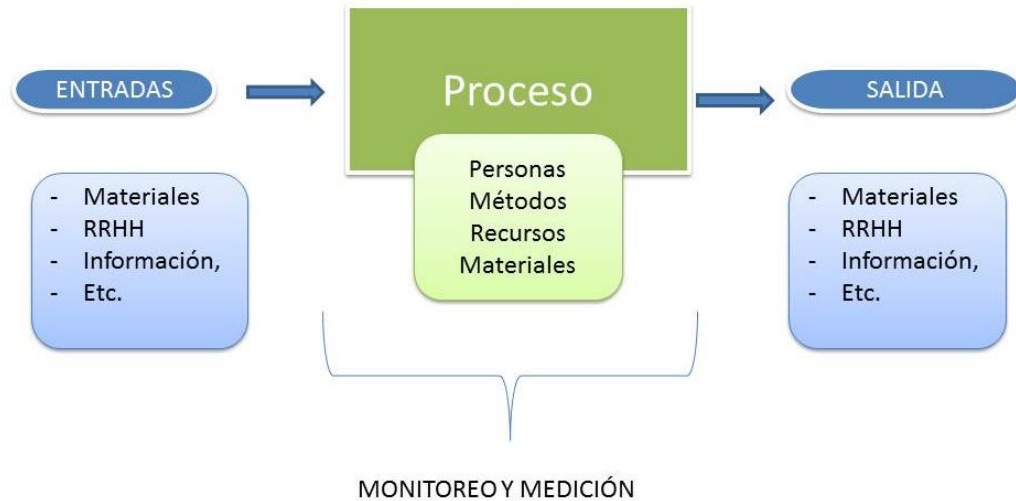 ENTRADAS
Proceso
SALIDA
- Materiales
- RRHH
- Información,
- Etc.
Personas
Métodos
Recursos
Materiales
- Materiales
- RRHH
- Información,
- Etc.
MONITOREO Y MEDICIÓN